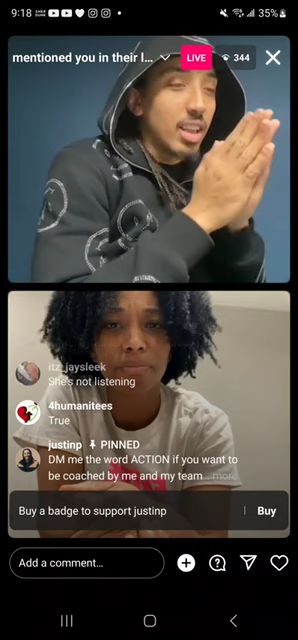 9:18
35%
mentioned you in their l...
LIVE
344
itz_jaysleek
She's not listening
4humanitees
True
justinp PINNED
DM me the word ACTION if you want to
be coached by me and my team... more
Buy a badge to support justinp
Buy
Add a comment...